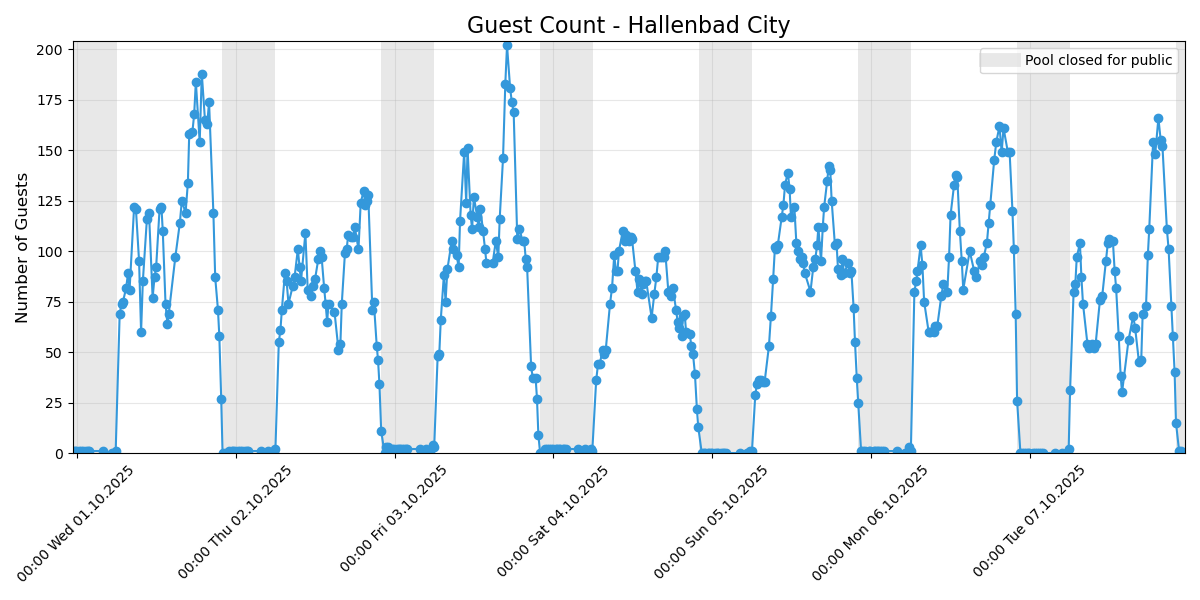 Guest Count - Hallenbad City
Pool closed for public
Number of Guests
200
175
150
125
100
75
50
25
0
00:00 Wed 01.10.2025
00:00 Thu 02.10.2025
00:00 Fri 03.10.2025
00:00 Sat 04.10.2025
00:00 Sun 05.10.2025
00:00 Mon 06.10.2025
00:00 Tue 07.10.2025